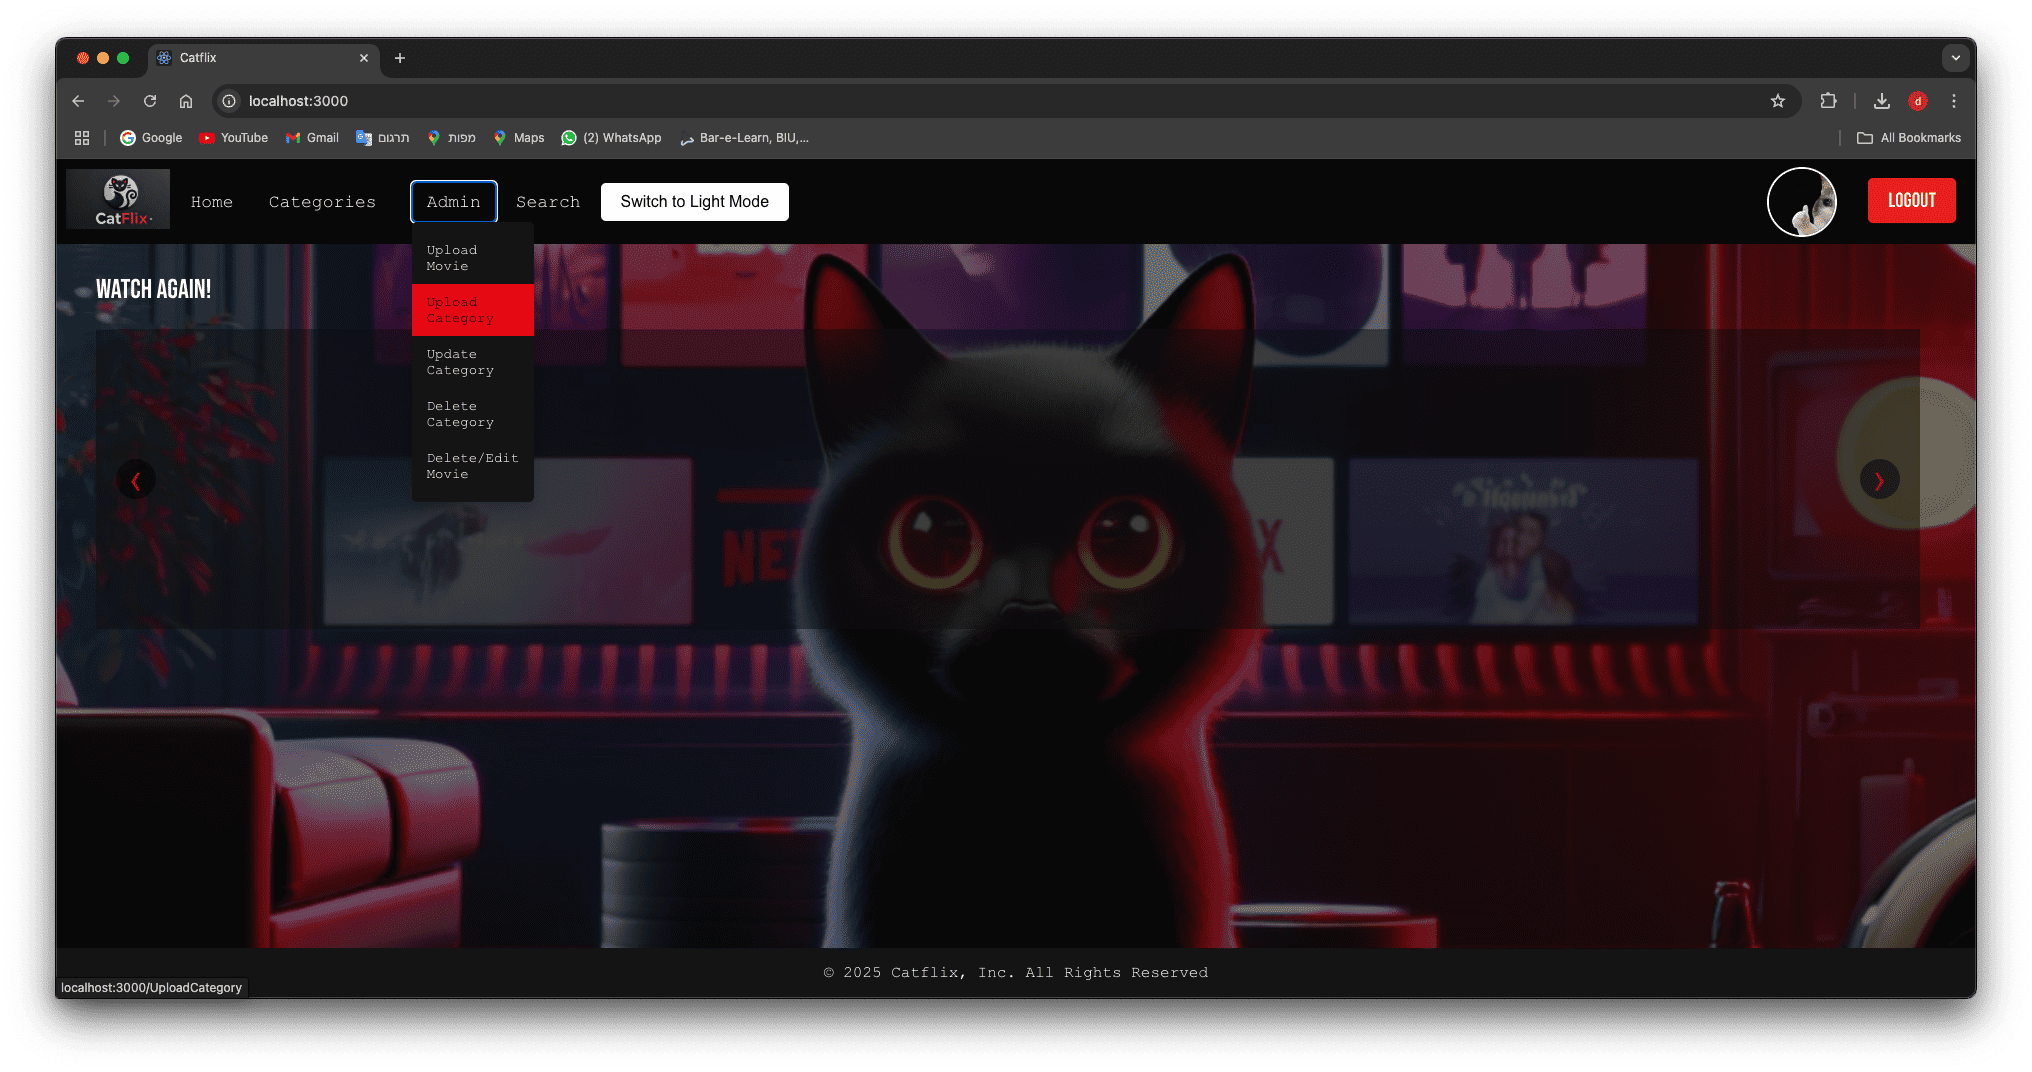 Catflix
localhost:3000
Google YouTube Gmail תרגום מפות Maps (2) WhatsApp Bar-e-Learn, BIU,... All Bookmarks
CatFlix
Home Categories Admin Search Switch to Light Mode LOGOUT
WATCH AGAIN!
Upload
Movie
Upload
Category
Update
Category
Delete
Category
Delete/Edit
Movie
© 2025 Catflix, Inc. All Rights Reserved
localhost:3000/UploadCategory